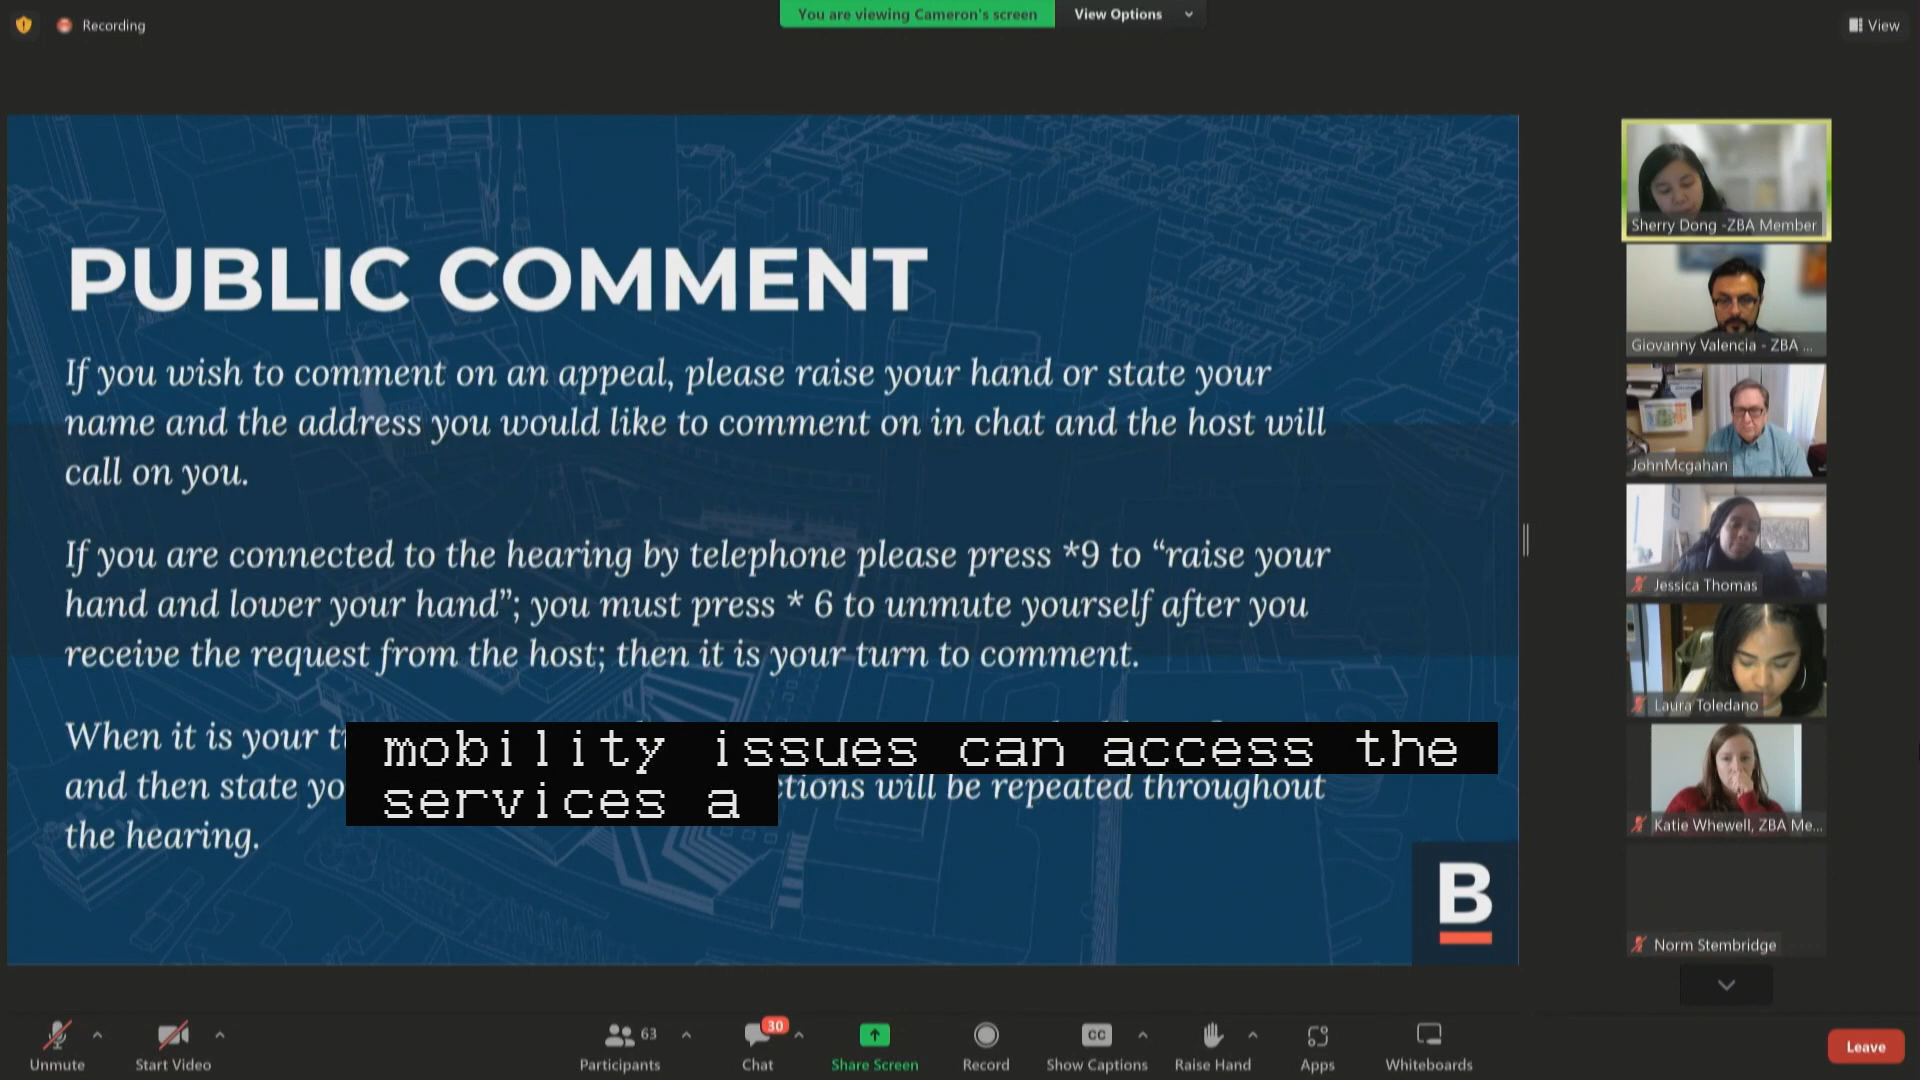 Recording
You are viewing Cameron's screen
View Options
View
PUBLIC COMMENT
If you wish to comment on an appeal, please raise your hand or state your
name and the address you would like to comment on in chat and the host will
call on you.
If you are connected to the hearing by telephone please press *9 to “raise your
hand and lower your hand”; you must press * 6 to unmute yourself after you
receive the request from the host; then it is your turn to comment.
When it is your
and then state will be repeated throughout
the hearing.
mobility issues can access the
services a
B
Sherry Dong -ZBA Member
Giovanny Valencia - ZBA ...
JohnMcgahan
Jessica Thomas
Laura Toledano
Katie Whewell, ZBA Me...
Norm Stembridge
Unmute
Start Video
63
Participants
30
Chat
Share Screen
Record
CC
Show Captions
Raise Hand
Apps
Whiteboards
Leave